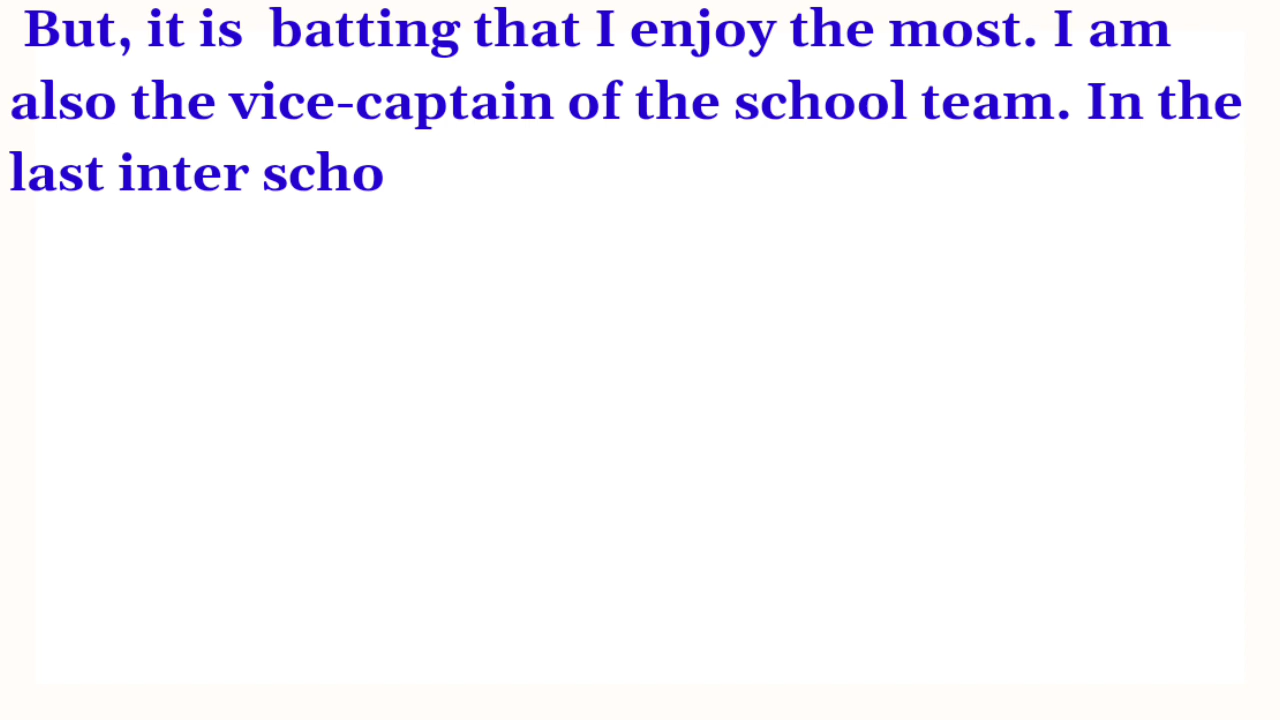 But, it is  batting that I enjoy the most. I am
also the vice-captain of the school team. In the
last inter scho